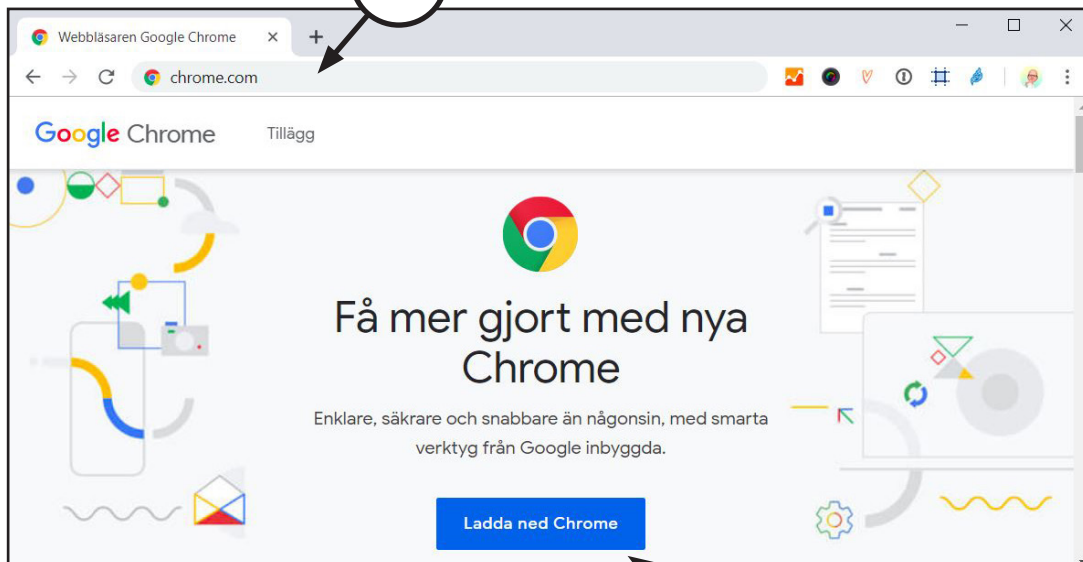 Webbläsaren Google Chrome
chrome.com
Google Chrome
Tillägg
Få mer gjort med nya
Chrome
Enklare, säkrare och snabbare än någonsin, med smarta
verktyg från Google inbyggda.
Ladda ned Chrome